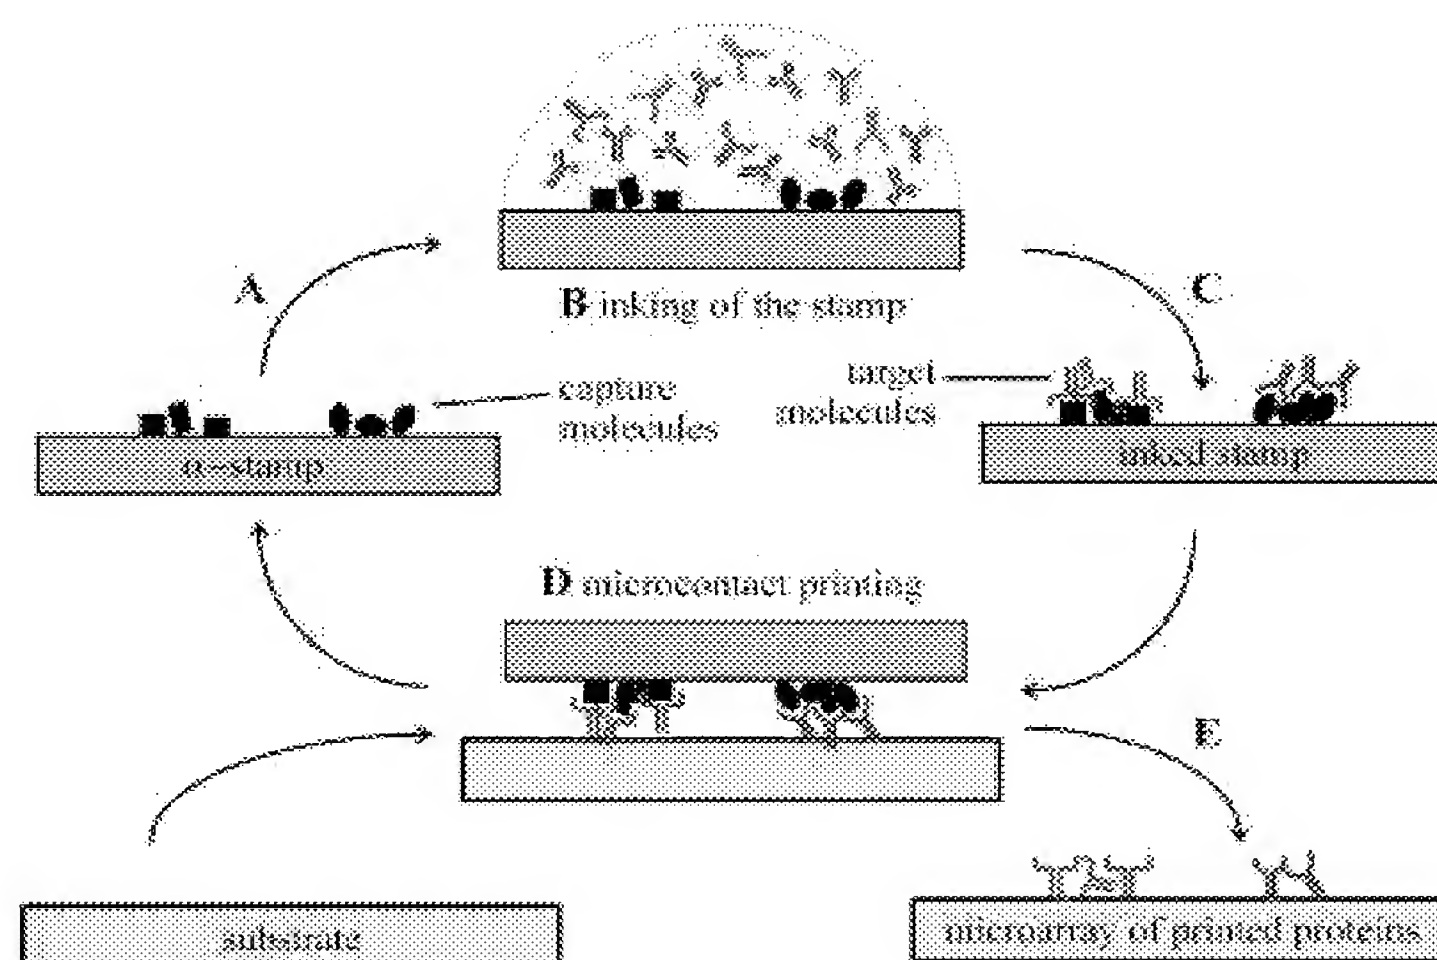 A
B inking of the stamp
C
capture
molecules
target
molecules
α-stamp
inked stamp
D microcontact printing
E
substrate
microarray of printed proteins